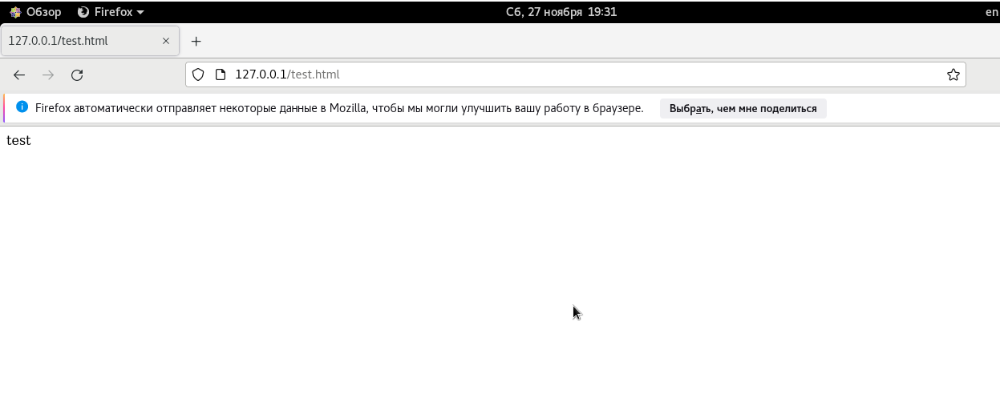 Обзор Firefox Сб, 27 ноября 19:31 en
127.0.0.1/test.html
127.0.0.1/test.html
Firefox автоматически отправляет некоторые данные в Mozilla, чтобы мы могли улучшить вашу работу в браузере. Выбрать, чем мне поделиться
test